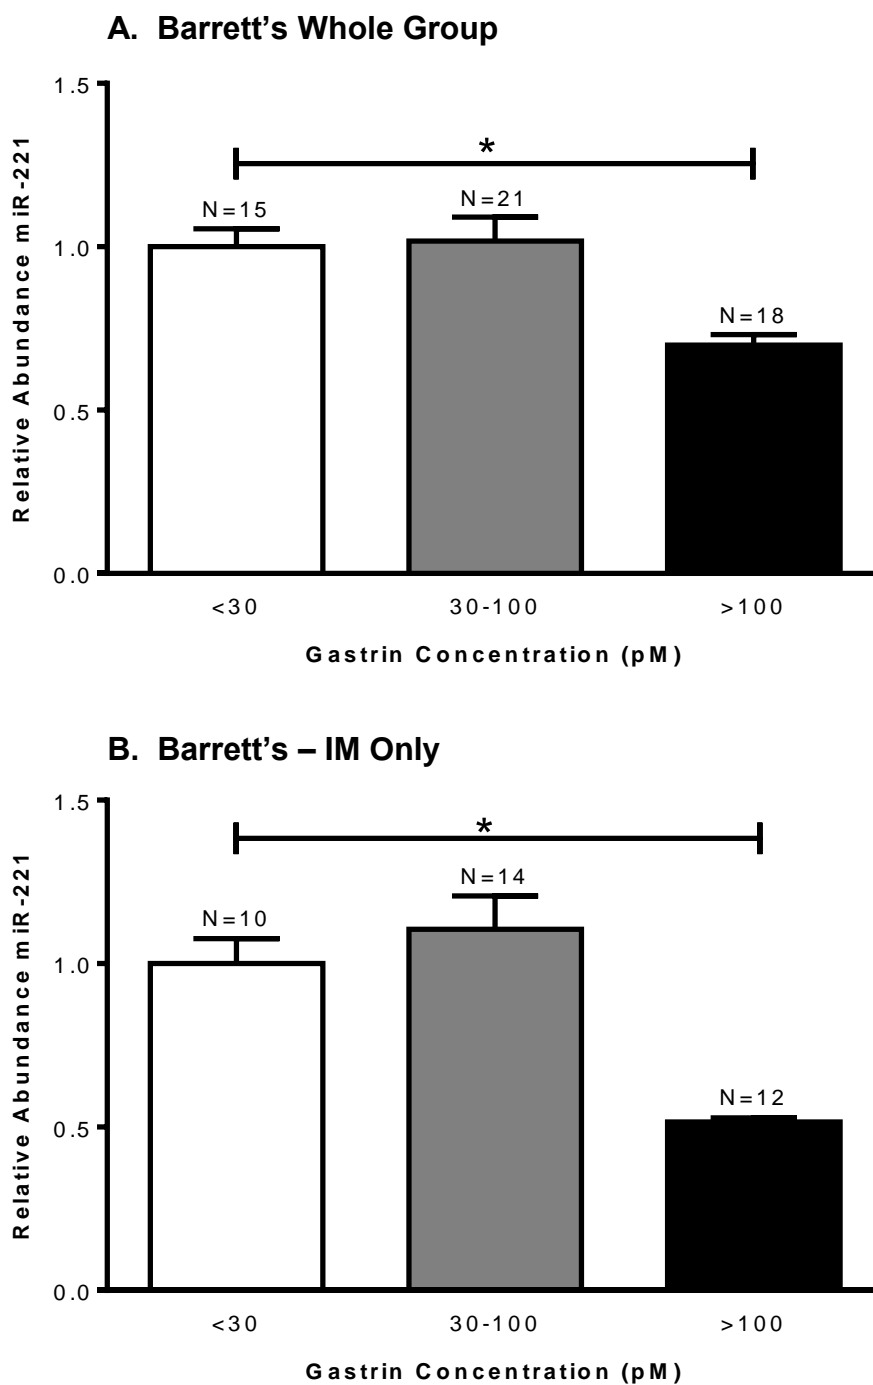 A. Barrett's Whole Group
1.5
*
N=15
N=21
1.0
N=18
0.5
0.0
Relative Abundance miR-221
<30
30-100
>100
Gastrin Concentration (pM)
B. Barrett's – IM Only
1.5
*
N=14
N=10
1.0
N=12
0.5
0.0
Relative Abundance miR-221
<30
30-100
>100
Gastrin Concentration (pM)